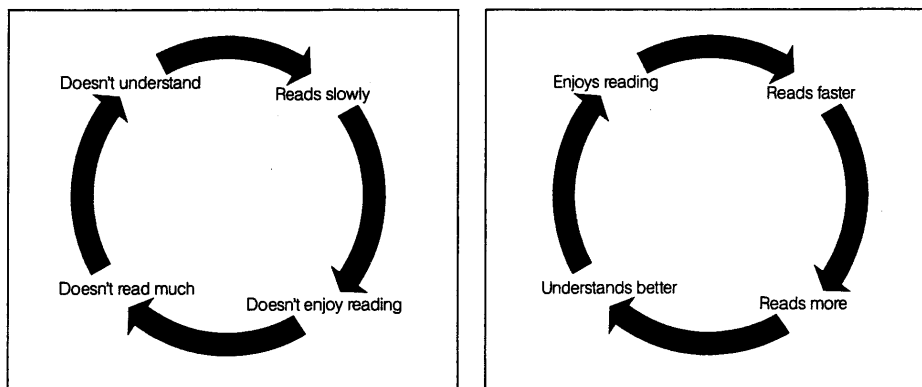 Doesn't understand
Reads slowly
Doesn't enjoy reading
Doesn't read much
Enjoys reading
Reads faster
Reads more
Understands better